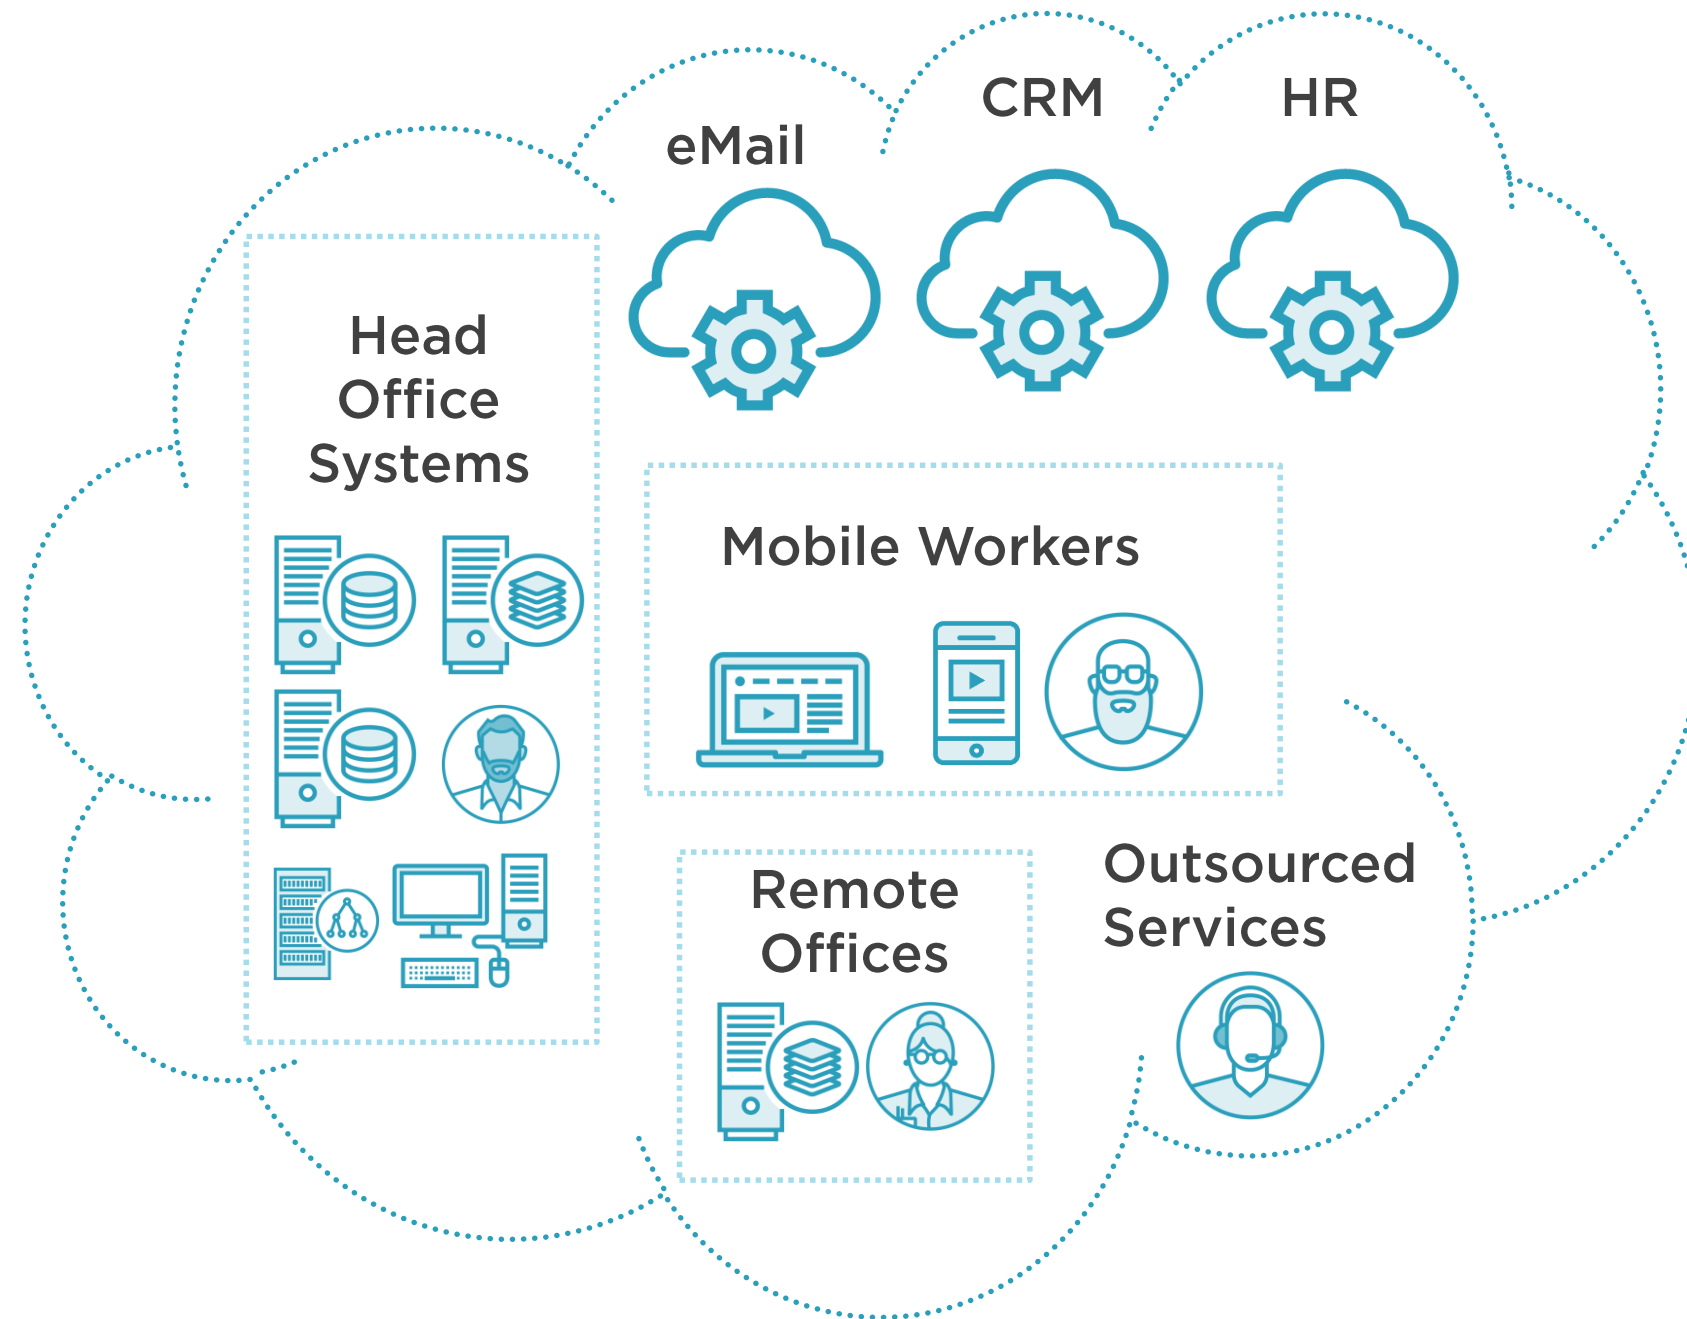 eMail
CRM
HR
Head
Office
Systems
Mobile Workers
Remote
Offices
Outsourced
Services